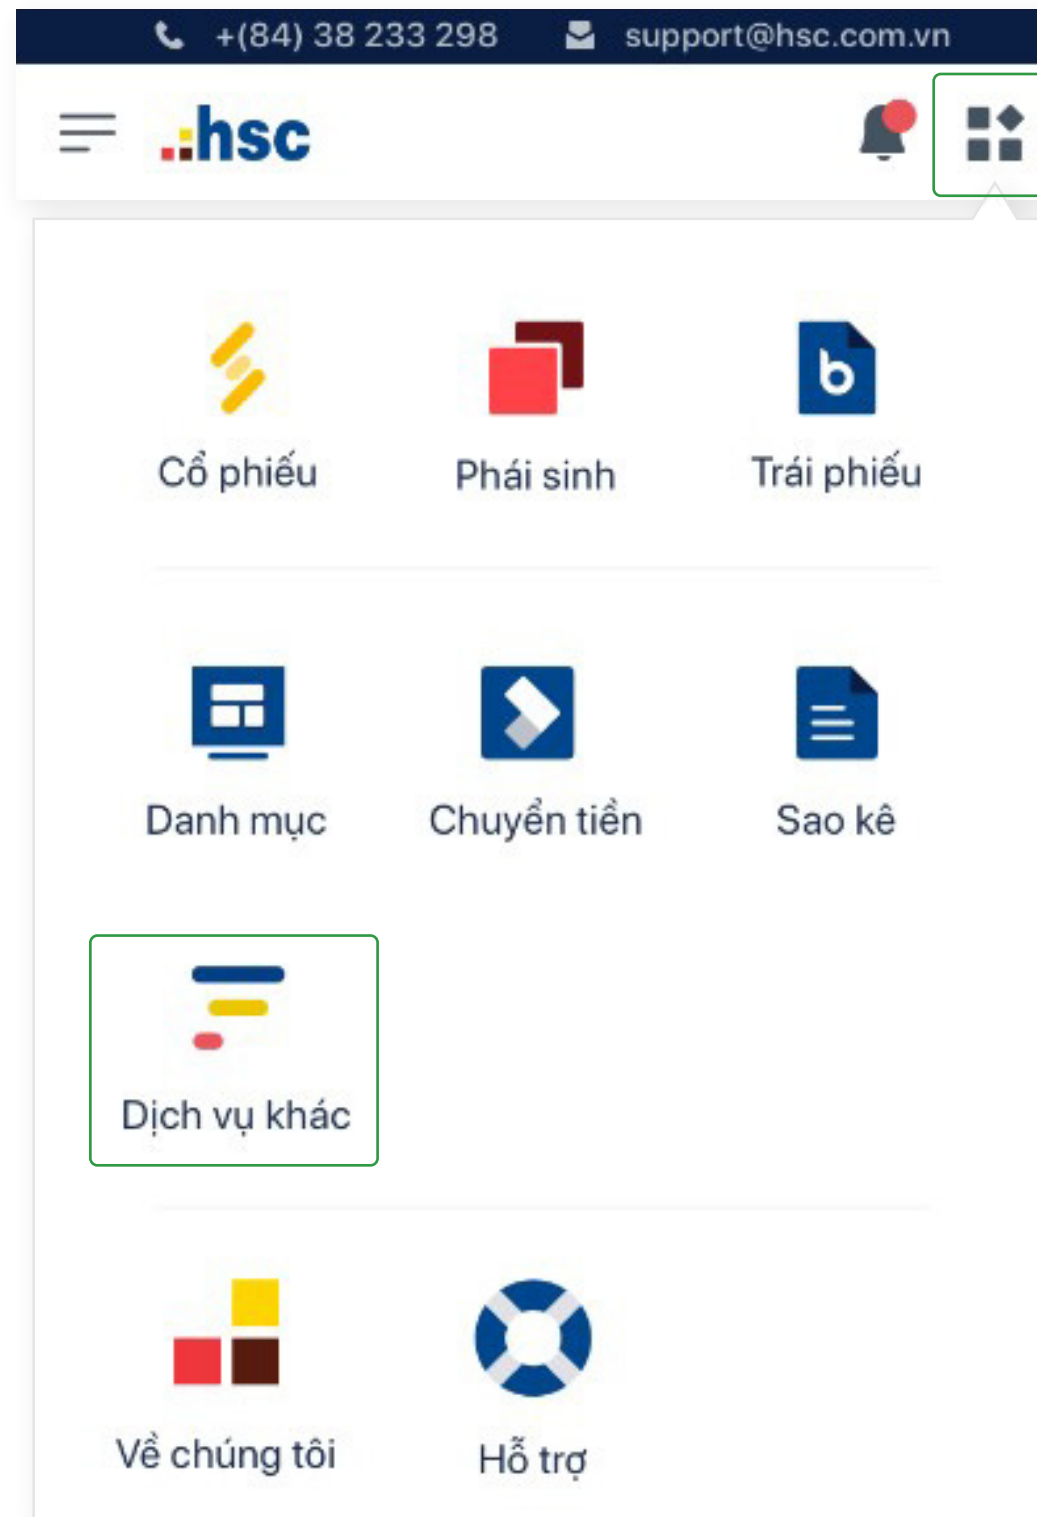 +(84) 38 233 298 support@hsc.com.vn
hsc
b
Cổ phiếu Phái sinh Trái phiếu
Danh mục Chuyển tiền Sao kê
Dịch vụ khác
Về chúng tôi Hỗ trợ